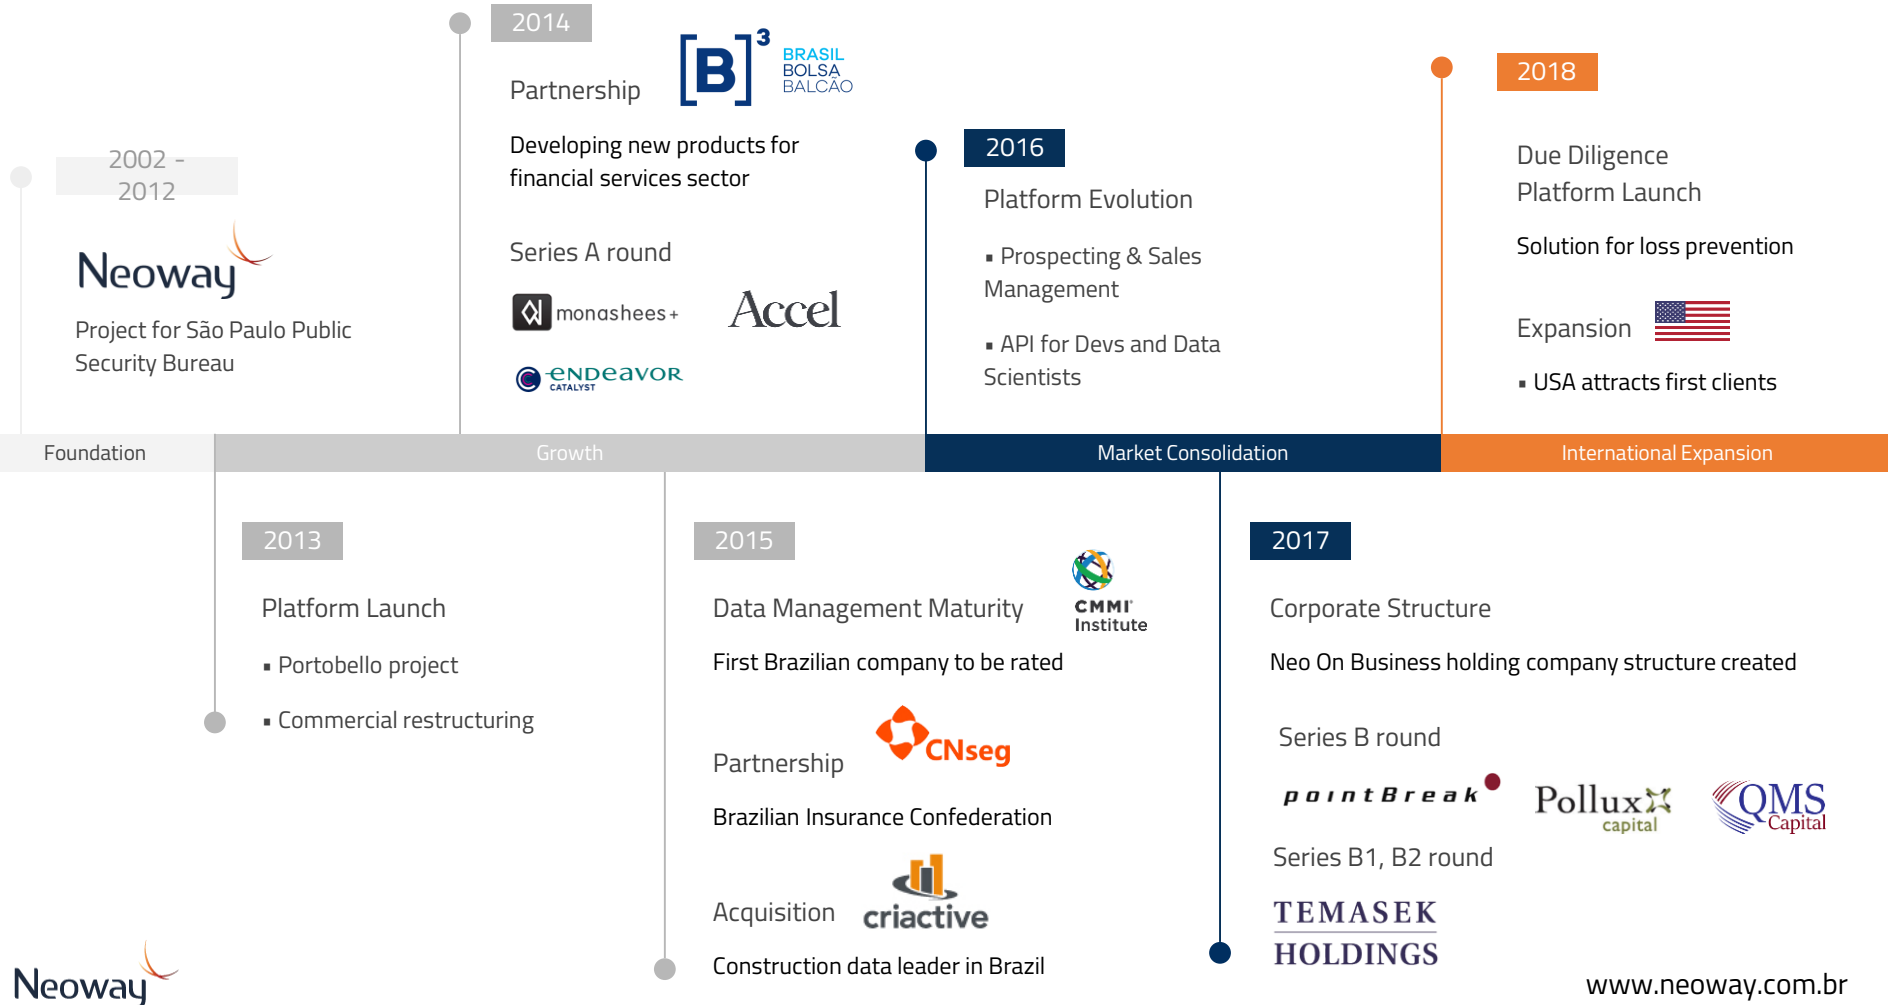 2002 -
2012
Neoway
Project for São Paulo Public
Security Bureau
2014
Partnership
[B]³
BRASIL
BOLSA
BALCÃO
Developing new products for
financial services sector
Series A round
monashees+
Accel
ENDEAVOR
CATALYST
2016
Platform Evolution
▪ Prospecting & Sales
Management
▪ API for Devs and Data
Scientists
2018
Due Diligence
Platform Launch
Solution for loss prevention
Expansion
▪ USA attracts first clients
Foundation
Growth
Market Consolidation
International Expansion
2013
Platform Launch
▪ Portobello project
▪ Commercial restructuring
2015
Data Management Maturity
CMMI
Institute
First Brazilian company to be rated
Partnership
CNseg
Brazilian Insurance Confederation
Acquisition
criactive
Construction data leader in Brazil
2017
Corporate Structure
Neo On Business holding company structure created
Series B round
pointBreak
Pollux
capital
QMS
Capital
Series B1, B2 round
TEMASEK
HOLDINGS
Neoway
www.neoway.com.br